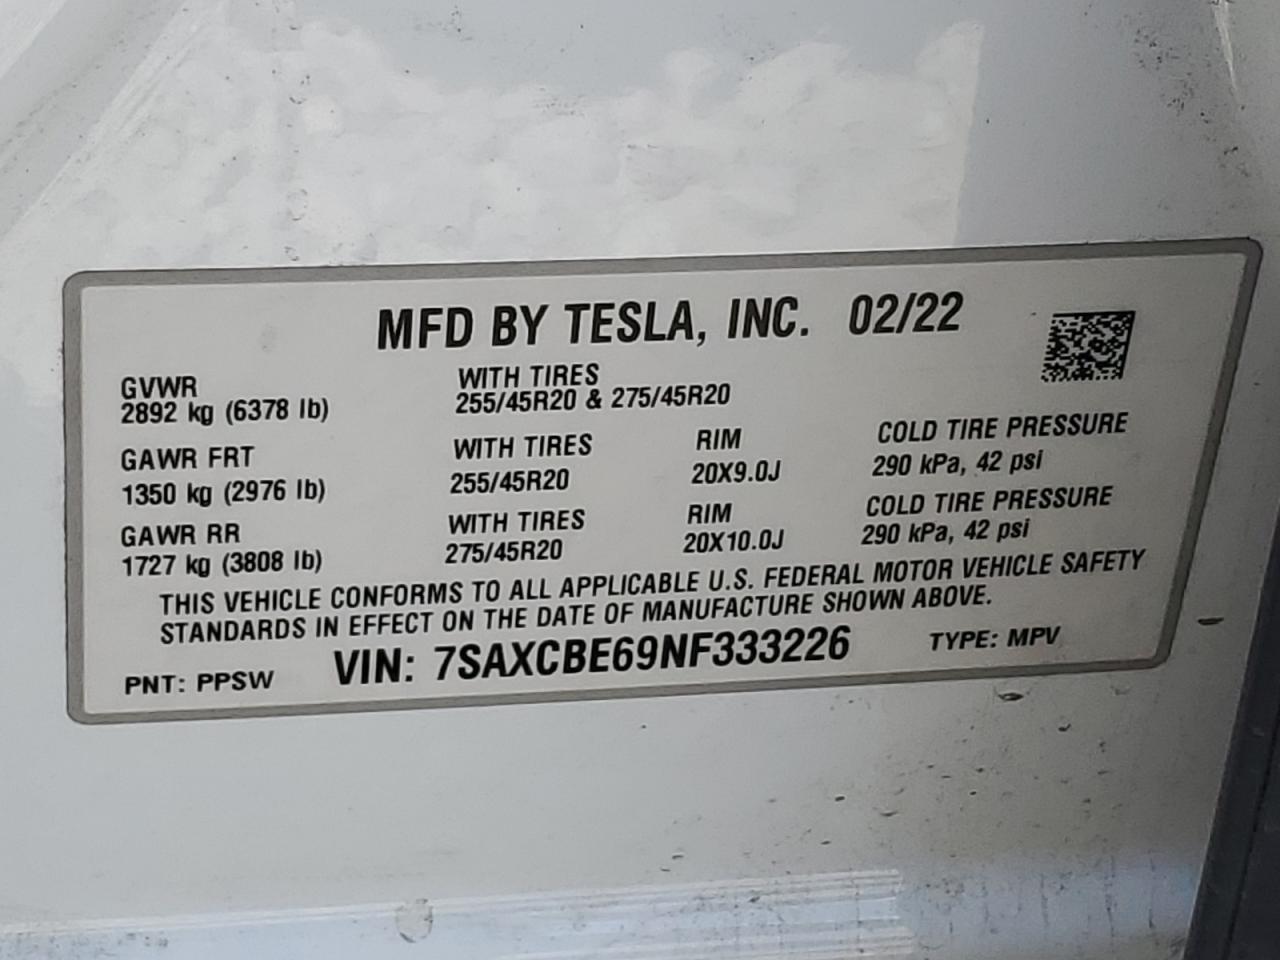 MFD BY TESLA, INC. 02/22
GVWR
2892 kg (6378 lb)
WITH TIRES
255/45R20 & 275/45R20
GAWR FRT
1350 kg (2976 lb)
WITH TIRES
255/45R20
RIM
20X9.0J
COLD TIRE PRESSURE
290 kPa, 42 psi
GAWR RR
1727 kg (3808 lb)
WITH TIRES
275/45R20
RIM
20X10.0J
COLD TIRE PRESSURE
290 kPa, 42 psi
THIS VEHICLE CONFORMS TO ALL APPLICABLE U.S. FEDERAL MOTOR VEHICLE SAFETY
STANDARDS IN EFFECT ON THE DATE OF MANUFACTURE SHOWN ABOVE.
PNT: PPSW VIN: 7SAXCBE69NF333226 TYPE: MPV